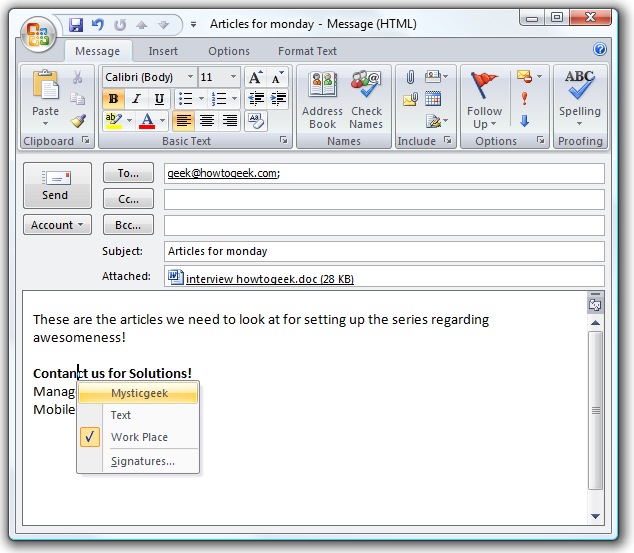 Articles for monday - Message (HTML)
Message Insert Options Format Text
Paste
Clipboard
Calibri (Body) 11 A A
B I U
ab A A
Basic Text
Address Book
Check Names
Names
Include
Follow Up
Options
ABC
Spelling
Proofing
Send
Account
To... geek@howtogeek.com;
Cc...
Bcc...
Subject: Articles for monday
Attached: interview howtogeek.doc (28 KB)
These are the articles we need to look at for setting up the series regarding
awesomeness!
Contanct us for Solutions!
Manag
Mobile
Mysticgeek
Text
Work Place
Signatures...